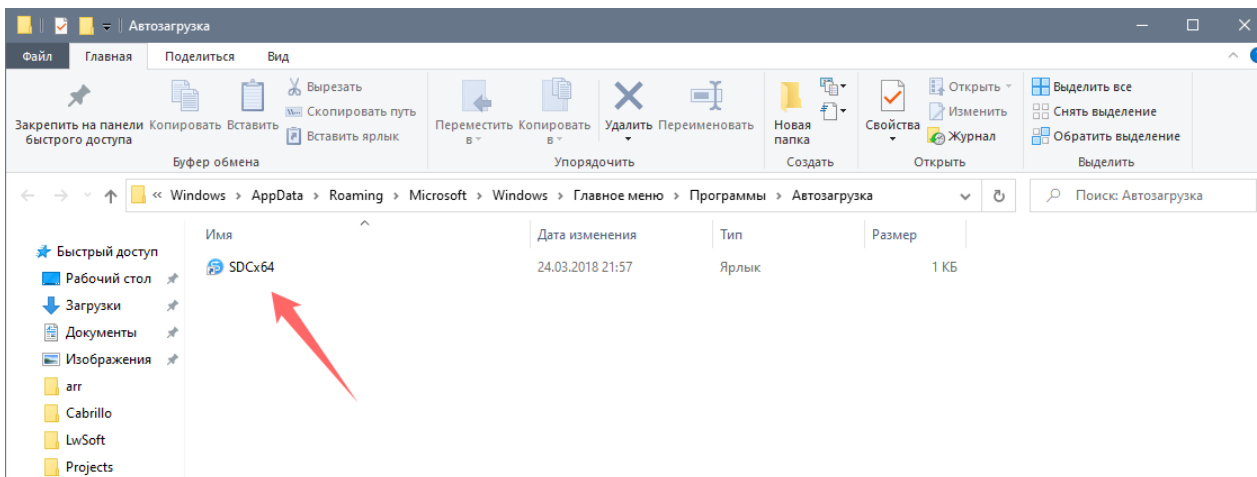 Автозагрузка
Файл Главная Поделиться Вид
Закрепить на панели быстрого доступа
Копировать
Вставить
Вырезать
Скопировать путь
Вставить ярлык
Буфер обмена
Переместить в
Копировать в
Удалить
Переименовать
Упорядочить
Новая папка
Создать
Свойства
Открыть
Изменить
Журнал
Открыть
Выделить все
Снять выделение
Обратить выделение
Выделить
« Windows > AppData > Roaming > Microsoft > Windows > Главное меню > Программы > Автозагрузка
Поиск: Автозагрузка
Имя Дата изменения Тип Размер
SDCx64 24.03.2018 21:57 Ярлык 1 КБ
Быстрый доступ
Рабочий стол
Загрузки
Документы
Изображения
arr
Cabrillo
LwSoft
Projects